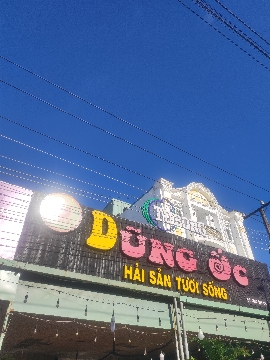 DŨNG ỐC
HẢI SẢN TƯƠI SỐNG